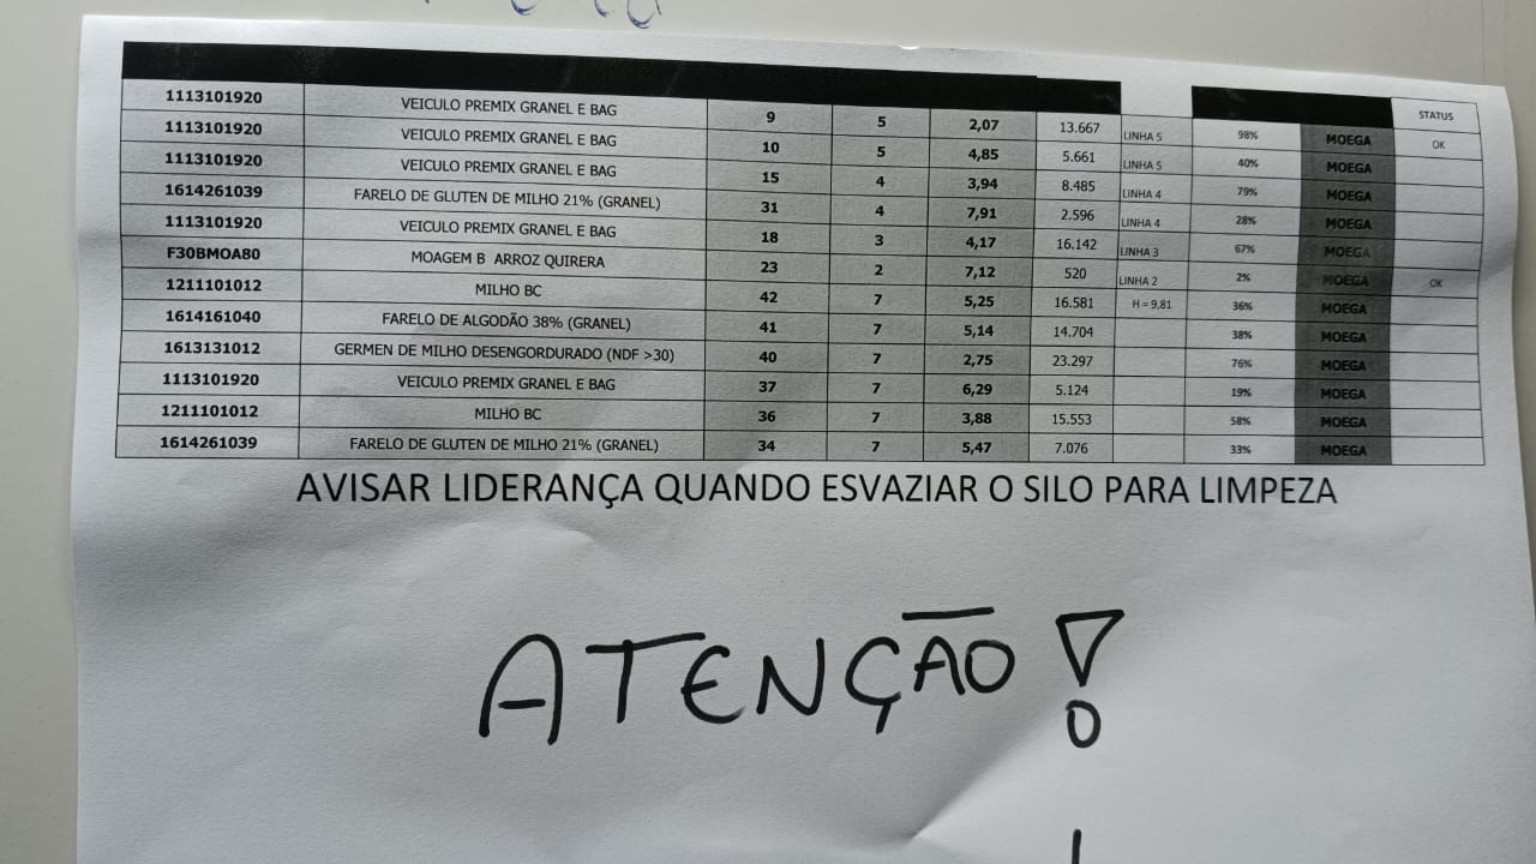 STATUS
1113101920 VEICULO PREMIX GRANEL E BAG 9 5 2,07 13.667 LINHA 5 98% MOEGA OK
1113101920 VEICULO PREMIX GRANEL E BAG 10 5 4,85 5.661 LINHA 5 40% MOEGA
1113101920 VEICULO PREMIX GRANEL E BAG 15 4 3,94 8.485 LINHA 4 79% MOEGA
1614261039 FARELO DE GLUTEN DE MILHO 21% (GRANEL) 31 4 7,91 2.596 LINHA 4 28% MOEGA
1113101920 VEICULO PREMIX GRANEL E BAG 18 3 4,17 16.142 LINHA 3 67% MOEGA
F30BMOA80 MOAGEM B ARROZ QUIRERA 23 2 7,12 520 LINHA 2 2% MOEGA OK
1211101012 MILHO BC 42 7 5,25 16.581 H = 9,81 36% MOEGA
1614161040 FARELO DE ALGODÃO 38% (GRANEL) 41 7 5,14 14.704 38% MOEGA
1613131012 GERMEN DE MILHO DESENGORDURADO (NDF >30) 40 7 2,75 23.297 76% MOEGA
1113101920 VEICULO PREMIX GRANEL E BAG 37 7 6,29 5.124 19% MOEGA
1211101012 MILHO BC 36 7 3,88 15.553 58% MOEGA
1614261039 FARELO DE GLUTEN DE MILHO 21% (GRANEL) 34 7 5,47 7.076 33% MOEGA
AVISAR LIDERANÇA QUANDO ESVAZIAR O SILO PARA LIMPEZA
ATENÇÃO!